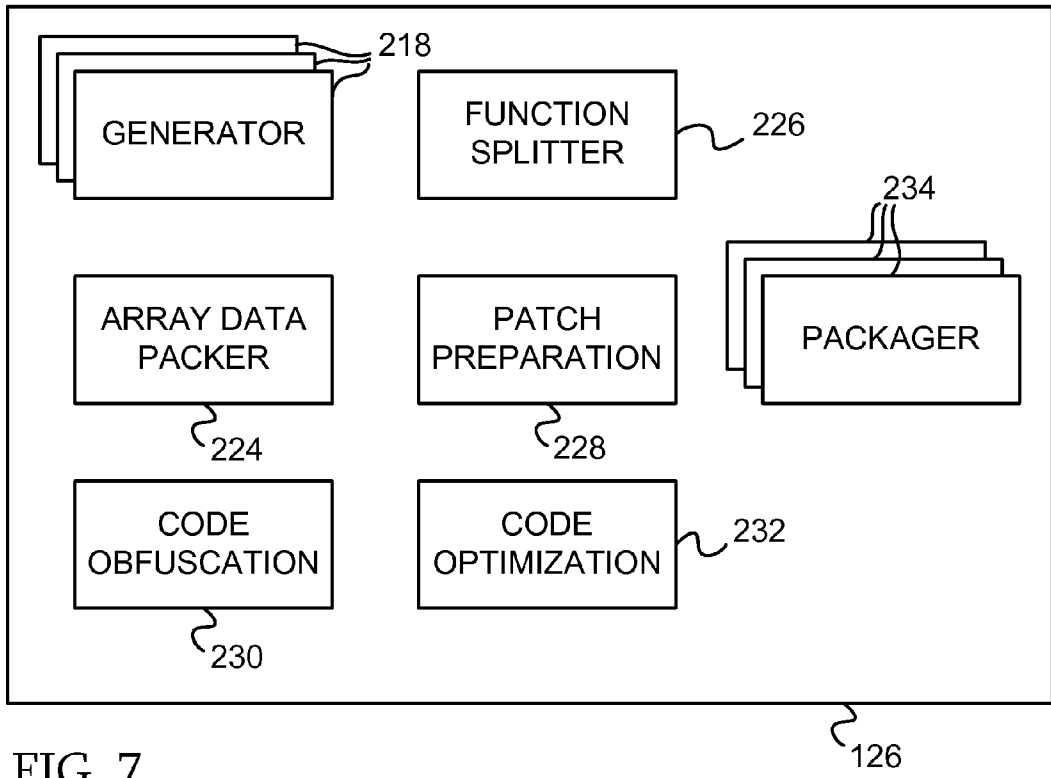 218
GENERATOR
FUNCTION
SPLITTER
226
234
ARRAY DATA
PACKER
PATCH
PREPARATION
PACKAGER
224
228
CODE
OBFUSCATION
CODE
OPTIMIZATION
232
230
126
FIG. 7